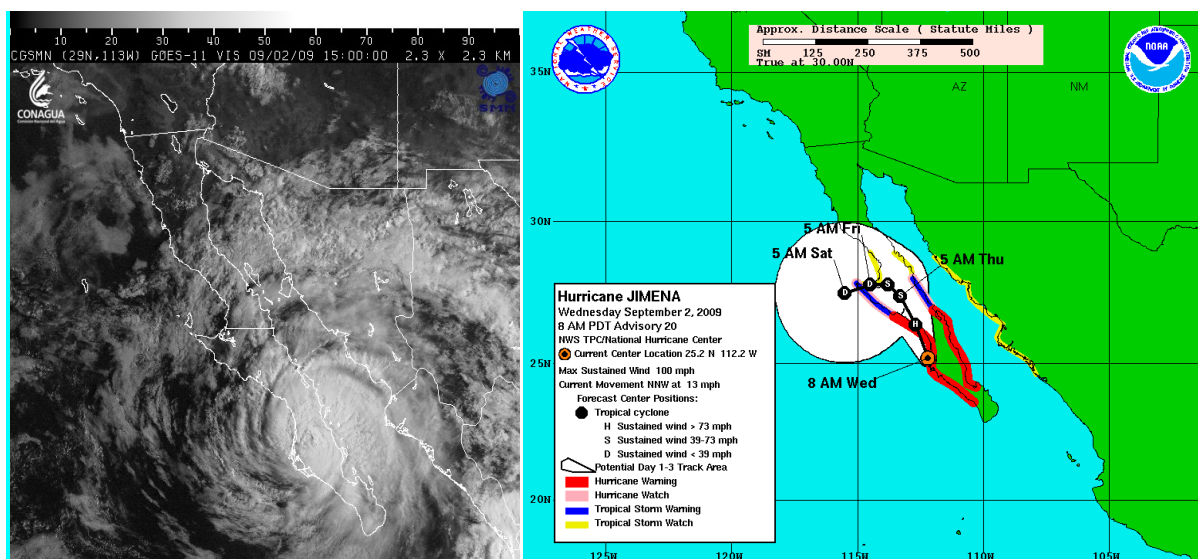 10 20 30 40 50 60 70 80 90
CGSMN (29N,113W) GOES-11 VIS 09/02/09 15:00:00 2.3 X 2.3 KM
CONAGUA
SMN
Approx. Distance Scale ( Statute Miles )
SM 125 250 375 500
True at 30.00N
NATIONAL WEATHER SERVICE
NOAA
35N
AZ
NM
30N
5 AM Fri
5 AM Sat
5 AM Thu
25N
8 AM Wed
20N
125W
120W
115W
110W
105W
Hurricane JIMENA
Wednesday September 2, 2009
8 AM PDT Advisory 20
NWS TPC/National Hurricane Center
Current Center Location 25.2 N 112.2 W
Max Sustained Wind 100 mph
Current Movement NNW at 13 mph
Forecast Center Positions:
Tropical cyclone
H Sustained wind > 73 mph
S Sustained wind 39-73 mph
D Sustained wind < 39 mph
Potential Day 1-3 Track Area
Hurricane Warning
Hurricane Watch
Tropical Storm Warning
Tropical Storm Watch
D
D
S
S
H